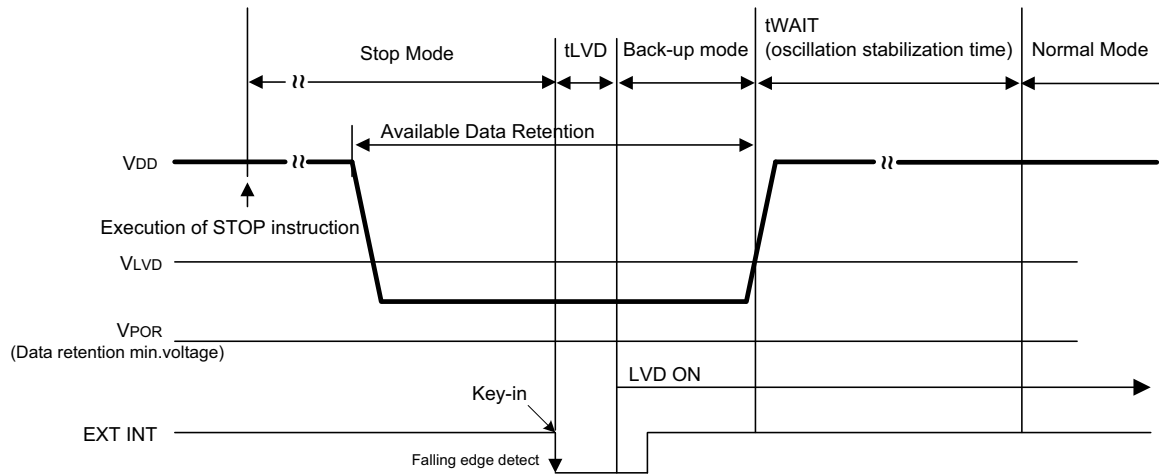 tWAIT
Stop Mode
tLVD
Back-up mode
(oscillation stabilization time)
Normal Mode
≈
Available Data Retention
VDD
≈
≈
Execution of STOP instruction
VLVD
VPOR
(Data retention min.voltage)
LVD ON
Key-in
EXT INT
Falling edge detect